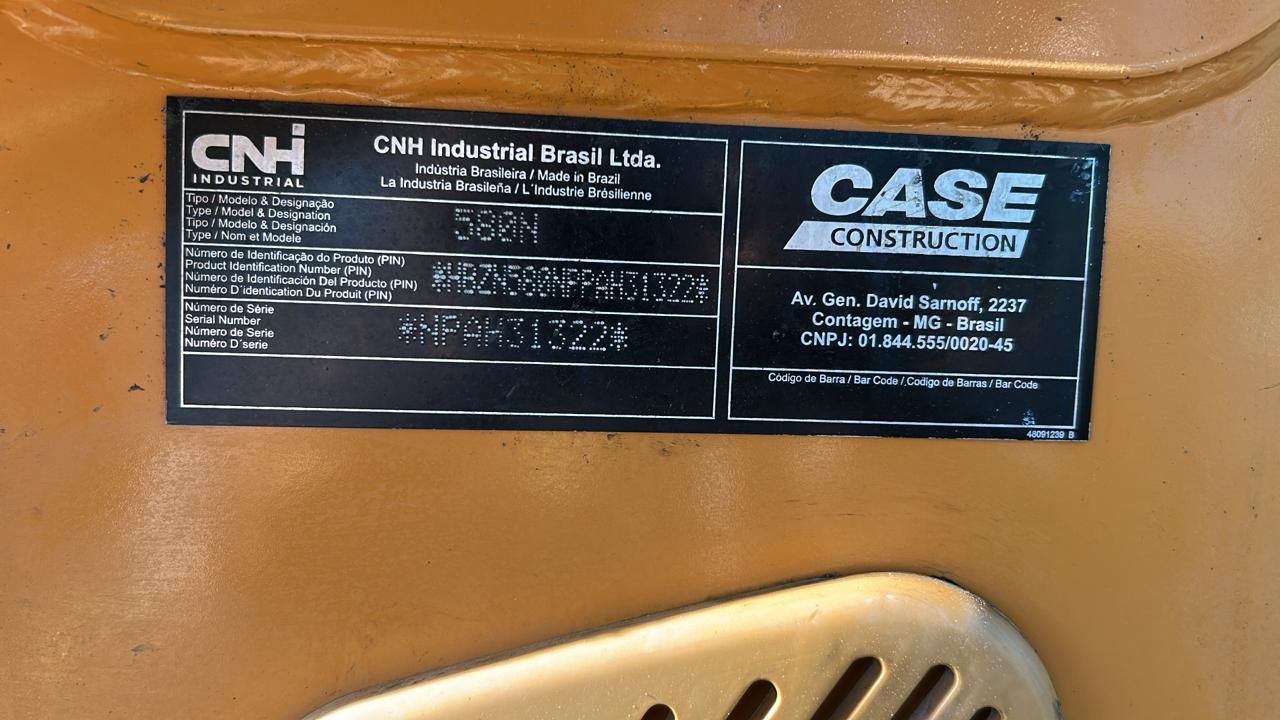 CNH
INDUSTRIAL
CNH Industrial Brasil Ltda.
Indústria Brasileira / Made in Brazil
La Industria Brasileña / L´Industrie Brésilienne
Tipo / Modelo & Designação
Type / Model & Designation
Tipo / Modelo & Designación
Type / Nom et Modele
580N
Número de Identificação do Produto (PIN)
Product Identification Number (PIN)
Número de Identificación Del Producto (PIN)
Numéro D´identication Du Produit (PIN)
Número de Série
Serial Number
Número de Serie
Numéro D´serie
*NPAH31322*
CASE
CONSTRUCTION
Av. Gen. David Sarnoff, 2237
Contagem - MG - Brasil
CNPJ: 01.844.555/0020-45
Código de Barra / Bar Code / Codigo de Barras / Bar Code
48091239 B